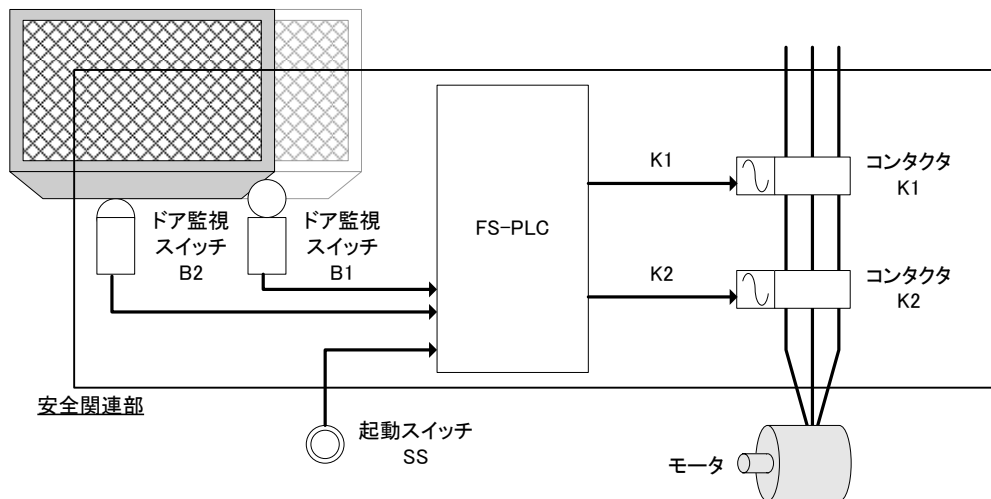 コンタクタ
K1
K1
ドア監視
スイッチ
B2
ドア監視
スイッチ
B1
FS-PLC
K2
コンタクタ
K2
安全関連部
起動スイッチ
SS
モータ